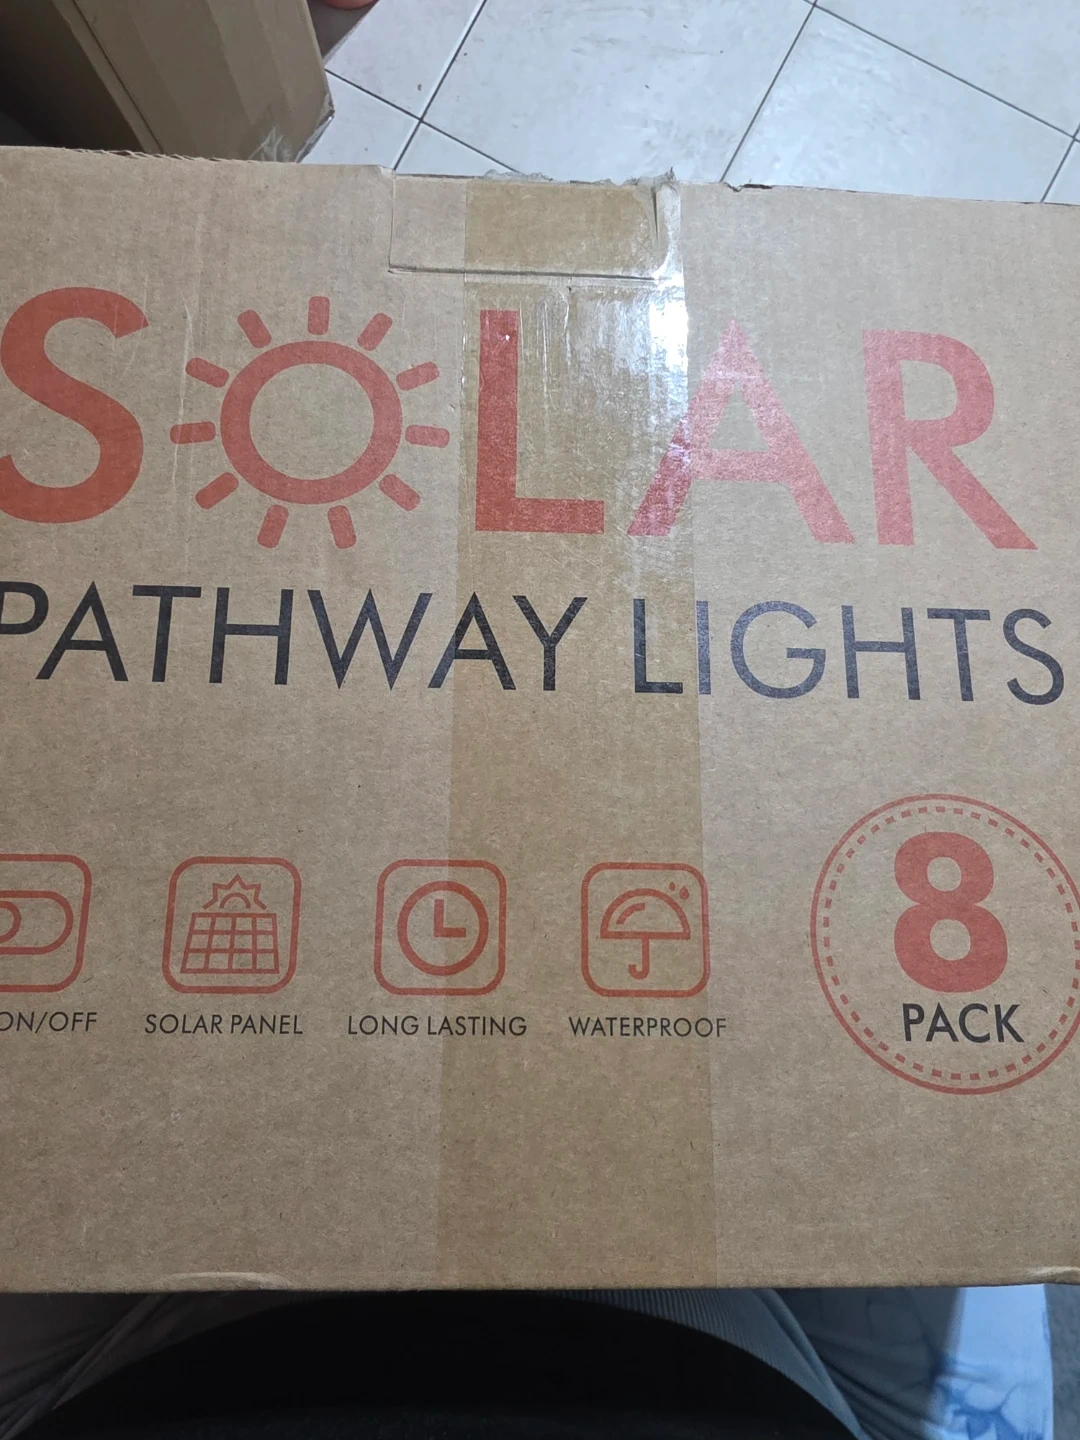 SOLAR
PATHWAY LIGHTS
8
PACK
ON/OFF
SOLAR PANEL
LONG LASTING
WATERPROOF